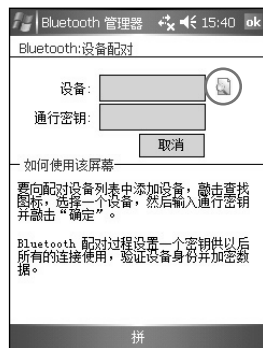 Bluetooth 管理器 15:40 ok
Bluetooth:设备配对
设备:
通行密钥:
取消
如何使用该屏幕
要向配对设备列表中添加设备，敲击查找
图标，选择一个设备，然后输入通行密钥
并敲击“确定”。
Bluetooth 配对过程设置一个密钥供以后
所有的连接使用，验证设备身份并加密数
据。
拼